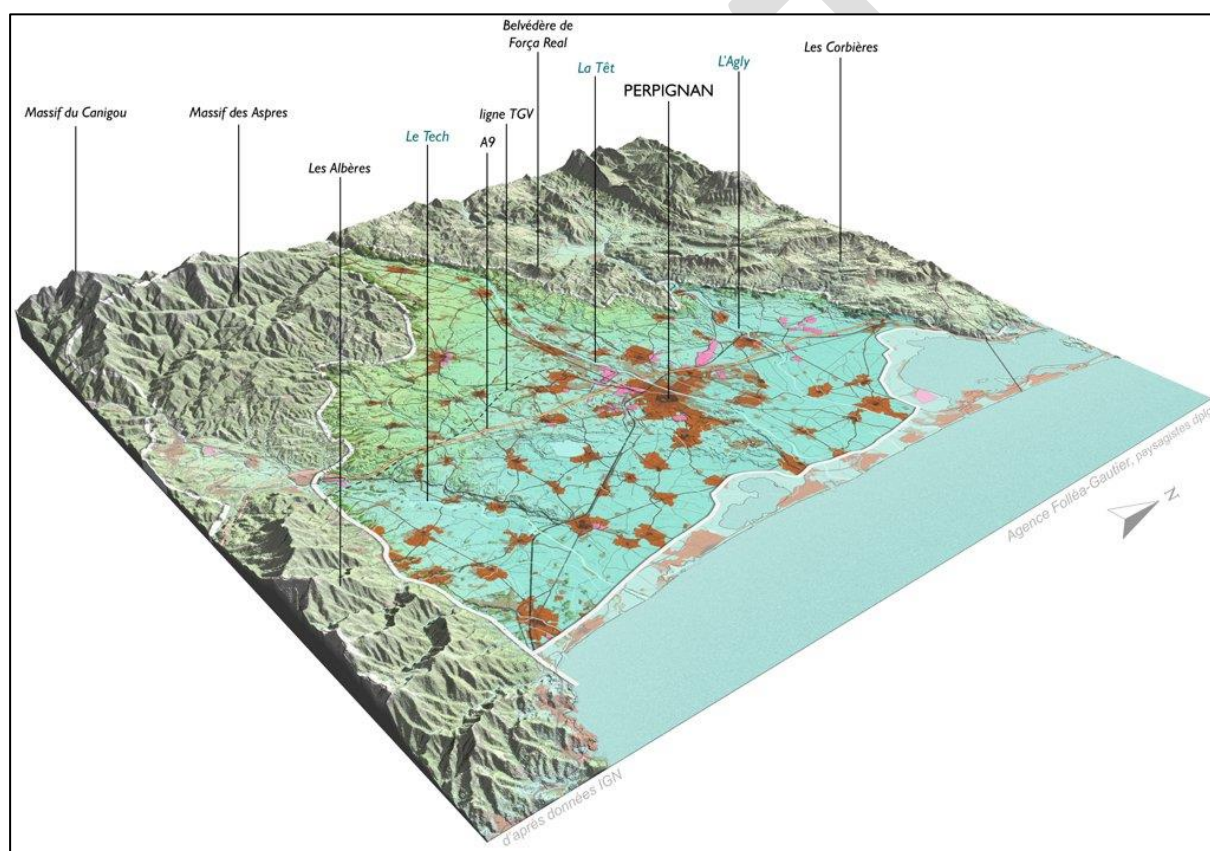 Belvédère de
Força Real
Les Corbières
La Têt
L'Agly
PERPIGNAN
Massif du Canigou
Massif des Aspres
ligne TGV
Le Tech
A9
Les Albères
Agence Folléa-Gautier, paysagistes dplg
N
d'après données IGN